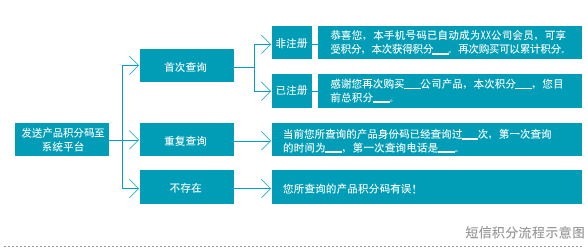 发送产品积分码至
系统平台
首次查询
非注册
恭喜您，本手机号码已自动成为XX公司会员，可享
受积分，本次获得积分___，再次购买可以累计积分.
已注册
感谢您再次购买___公司产品，本次积分___，您目
前总积分___.
重复查询
当前您所查询的产品身份码已经查询过___次，第一次查询
的时间为___，第一次查询电话是___.
不存在
您所查询的产品积分码有误！
短信积分流程示意图